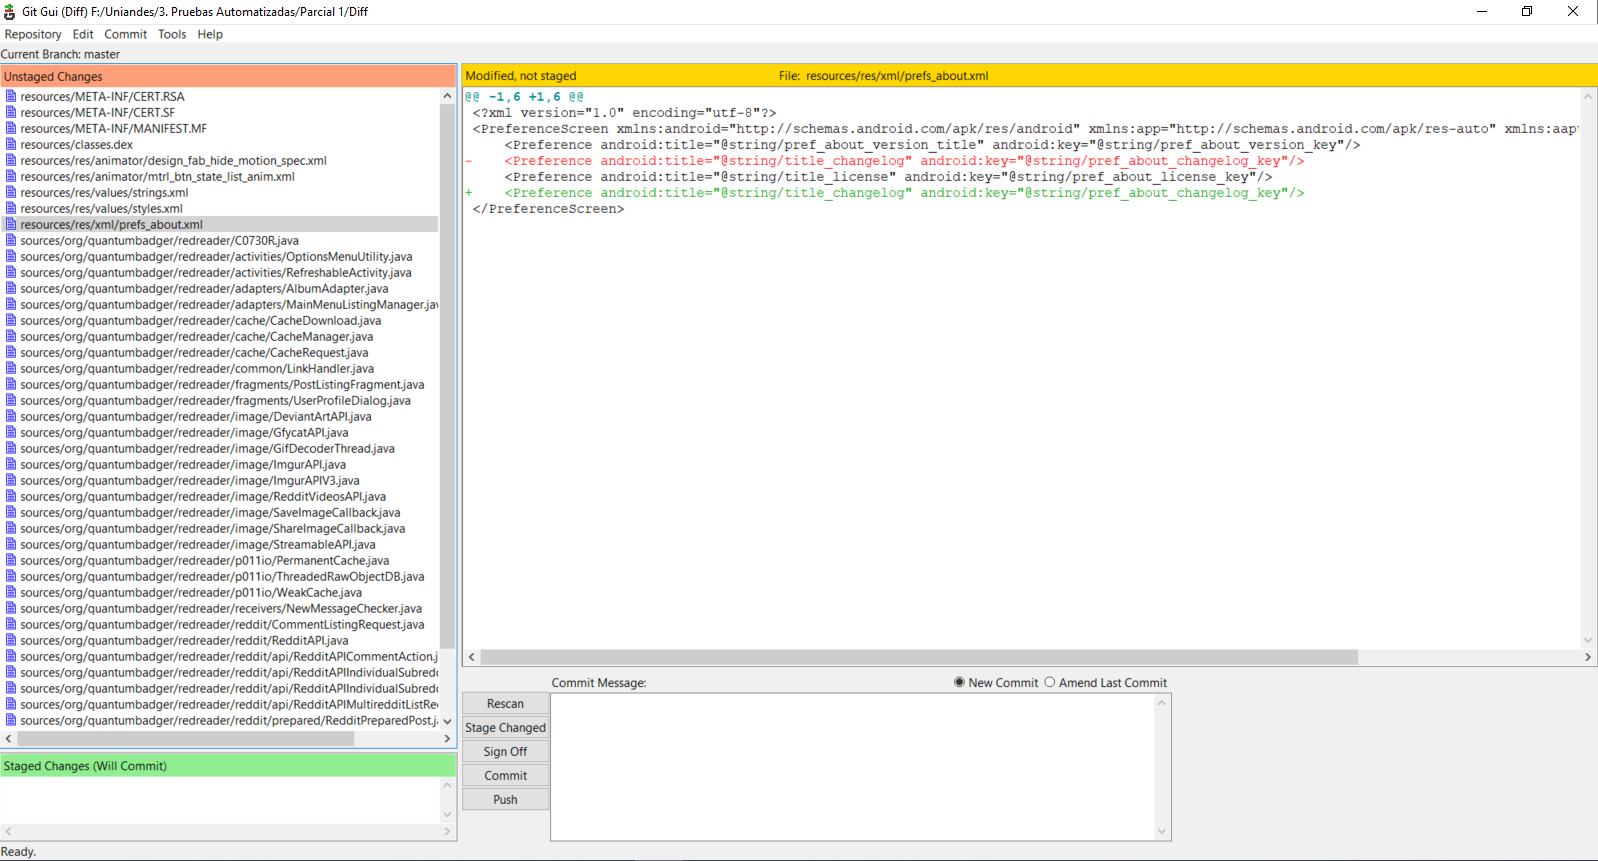 Git Gui (Diff) F:/Uniandes/3. Pruebas Automatizadas/Parcial 1/Diff
Repository Edit Commit Tools Help
Current Branch: master
Unstaged Changes
resources/META-INF/CERT.RSA
resources/META-INF/CERT.SF
resources/META-INF/MANIFEST.MF
resources/classes.dex
resources/res/animator/design_fab_hide_motion_spec.xml
resources/res/animator/mtrl_btn_state_list_anim.xml
resources/res/values/strings.xml
resources/res/values/styles.xml
resources/res/xml/prefs_about.xml
sources/org/quantumbadger/redreader/C0730R.java
sources/org/quantumbadger/redreader/activities/OptionsMenuUtility.java
sources/org/quantumbadger/redreader/activities/RefreshableActivity.java
sources/org/quantumbadger/redreader/adapters/AlbumAdapter.java
sources/org/quantumbadger/redreader/adapters/MainMenuListingManager.jav
sources/org/quantumbadger/redreader/cache/CacheDownload.java
sources/org/quantumbadger/redreader/cache/CacheManager.java
sources/org/quantumbadger/redreader/cache/CacheRequest.java
sources/org/quantumbadger/redreader/common/LinkHandler.java
sources/org/quantumbadger/redreader/fragments/PostListingFragment.java
sources/org/quantumbadger/redreader/fragments/UserProfileDialog.java
sources/org/quantumbadger/redreader/image/DeviantArtAPI.java
sources/org/quantumbadger/redreader/image/GfycatAPI.java
sources/org/quantumbadger/redreader/image/GifDecoderThread.java
sources/org/quantumbadger/redreader/image/ImgurAPI.java
sources/org/quantumbadger/redreader/image/ImgurAPIV3.java
sources/org/quantumbadger/redreader/image/RedditVideosAPI.java
sources/org/quantumbadger/redreader/image/SaveImageCallback.java
sources/org/quantumbadger/redreader/image/ShareImageCallback.java
sources/org/quantumbadger/redreader/image/StreamableAPI.java
sources/org/quantumbadger/redreader/p011io/PermanentCache.java
sources/org/quantumbadger/redreader/p011io/ThreadedRawObjectDB.java
sources/org/quantumbadger/redreader/p011io/WeakCache.java
sources/org/quantumbadger/redreader/receivers/NewMessageChecker.java
sources/org/quantumbadger/redreader/reddit/CommentListingRequest.java
sources/org/quantumbadger/redreader/reddit/RedditAPI.java
sources/org/quantumbadger/redreader/reddit/api/RedditAPICommentAction.j
sources/org/quantumbadger/redreader/reddit/api/RedditAPIIndividualSubredd
sources/org/quantumbadger/redreader/reddit/api/RedditAPIIndividualSubredd
sources/org/quantumbadger/redreader/reddit/api/RedditAPIMultiredditListRec
sources/org/quantumbadger/redreader/reddit/prepared/RedditPreparedPost.ja
Staged Changes (Will Commit)
Modified, not staged File: resources/res/xml/prefs_about.xml
@@ -1,6 +1,6 @@
<?xml version="1.0" encoding="utf-8"?>
<PreferenceScreen xmlns:android="http://schemas.android.com/apk/res/android" xmlns:app="http://schemas.android.com/apk/res-auto" xmlns:aapt
<Preference android:title="@string/pref_about_version_title" android:key="@string/pref_about_version_key"/>
- <Preference android:title="@string/title_changelog" android:key="@string/pref_about_changelog_key"/>
<Preference android:title="@string/title_license" android:key="@string/pref_about_license_key"/>
+ <Preference android:title="@string/title_changelog" android:key="@string/pref_about_changelog_key"/>
</PreferenceScreen>
Commit Message: New Commit Amend Last Commit
Rescan
Stage Changed
Sign Off
Commit
Push
Ready.